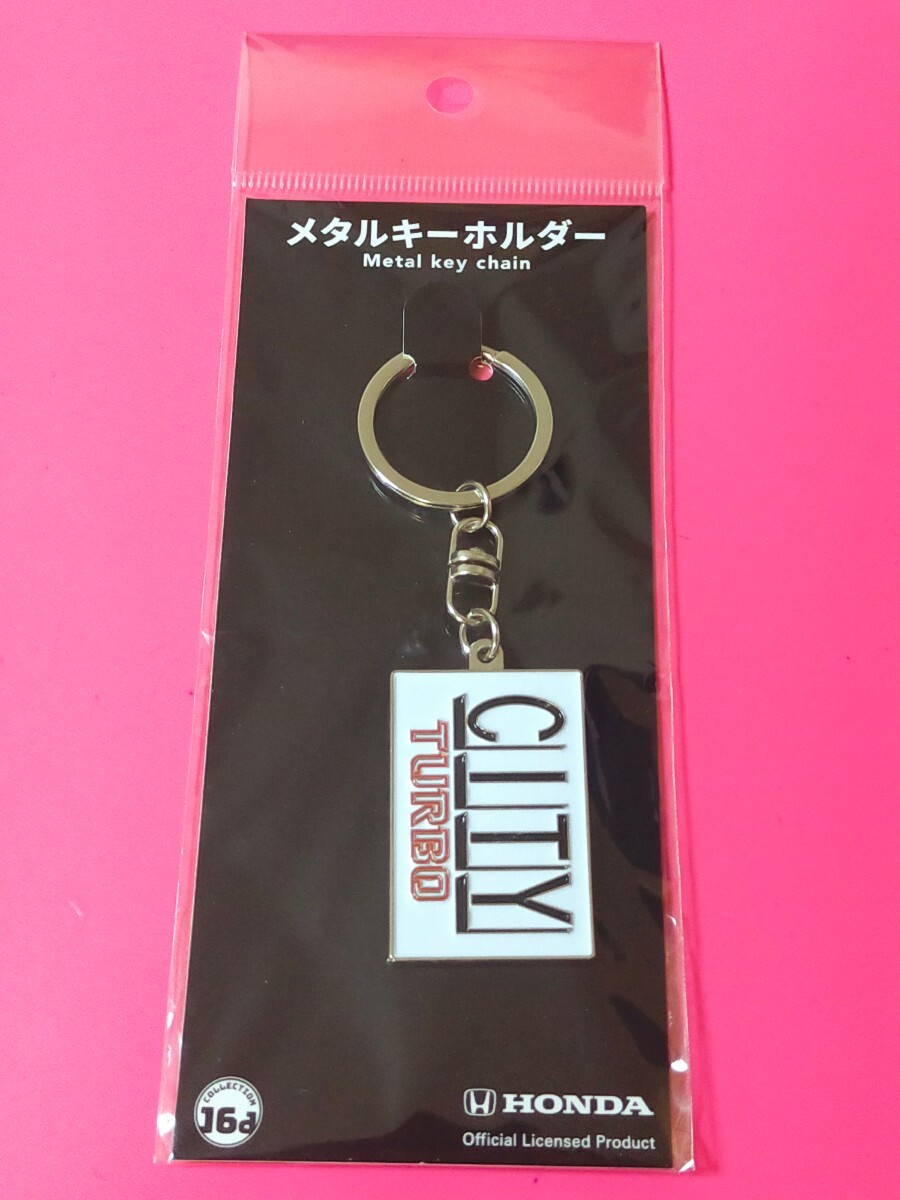 メタルキーホルダー
Metal key chain
CITY
TURBO
COLLECTION
16d
HONDA
Official Licensed Product